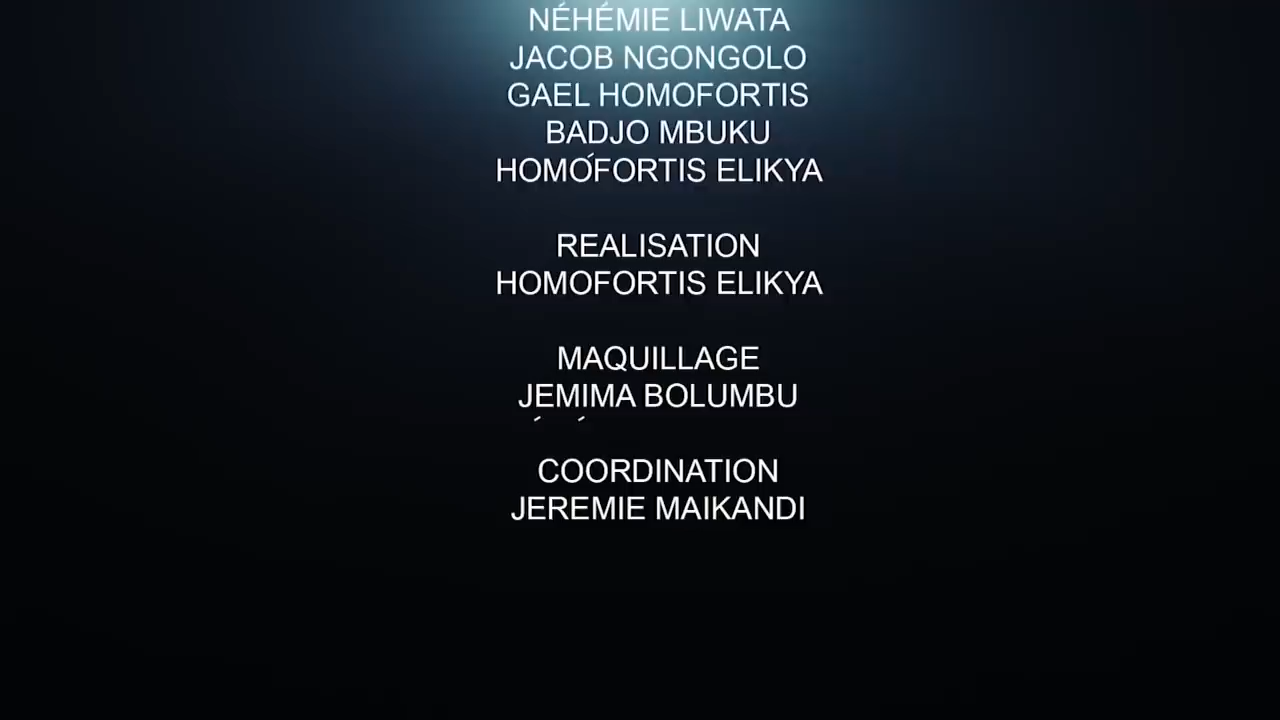 NÉHÉMIE LIWATA
JACOB NGONGOLO
GAEL HOMOFORTIS
BADJO MBUKU
HOMOFORTIS ELIKYA
REALISATION
HOMOFORTIS ELIKYA
MAQUILLAGE
JEMIMA BOLUMBU
COORDINATION
JEREMIE MAIKANDI